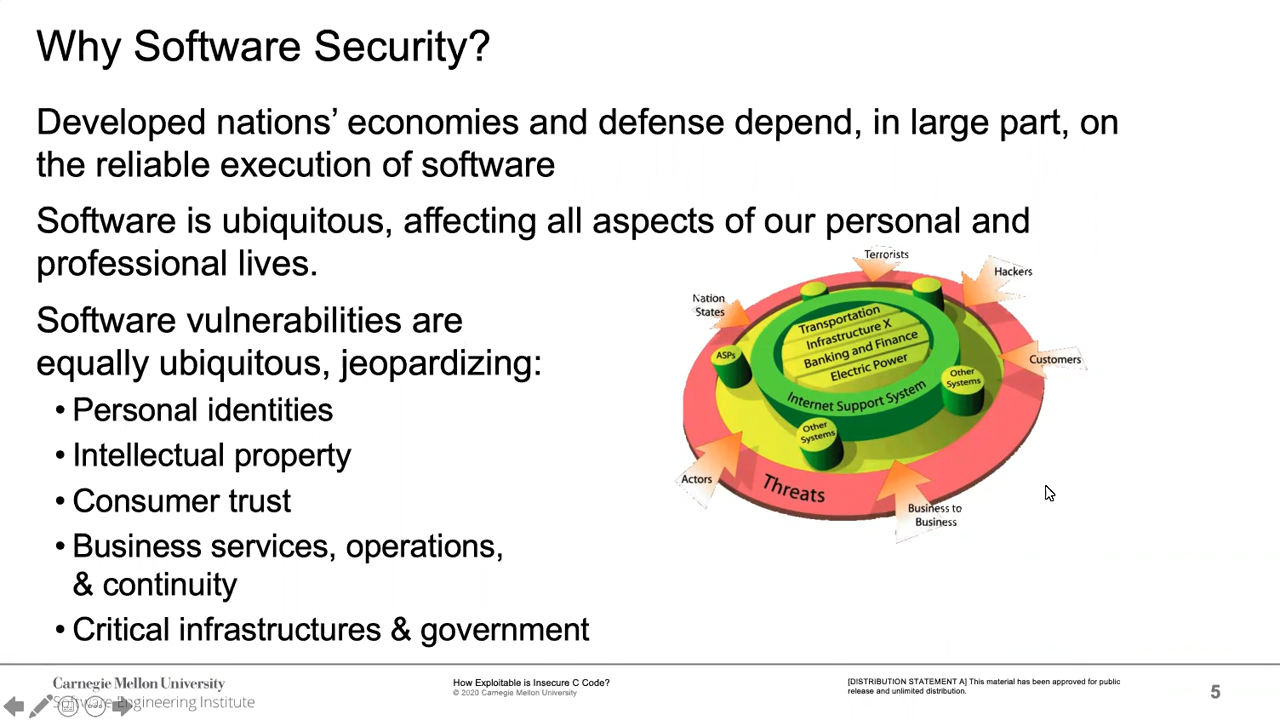 Why Software Security?
Developed nations’ economies and defense depend, in large part, on
the reliable execution of software
Software is ubiquitous, affecting all aspects of our personal and
professional lives.
Software vulnerabilities are
equally ubiquitous, jeopardizing:
• Personal identities
• Intellectual property
• Consumer trust
• Business services, operations,
& continuity
• Critical infrastructures & government
Terrorists
Hackers
Nation
States
Customers
Transportation
Infrastructure X
Banking and Finance
Electric Power
ASPs
Other
Systems
Internet Support System
Other
Systems
Actors
Threats
Business to
Business
Carnegie Mellon University
Software Engineering Institute
How Exploitable is Insecure C Code?
© 2020 Carnegie Mellon University
[DISTRIBUTION STATEMENT A] This material has been approved for public
release and unlimited distribution.
5